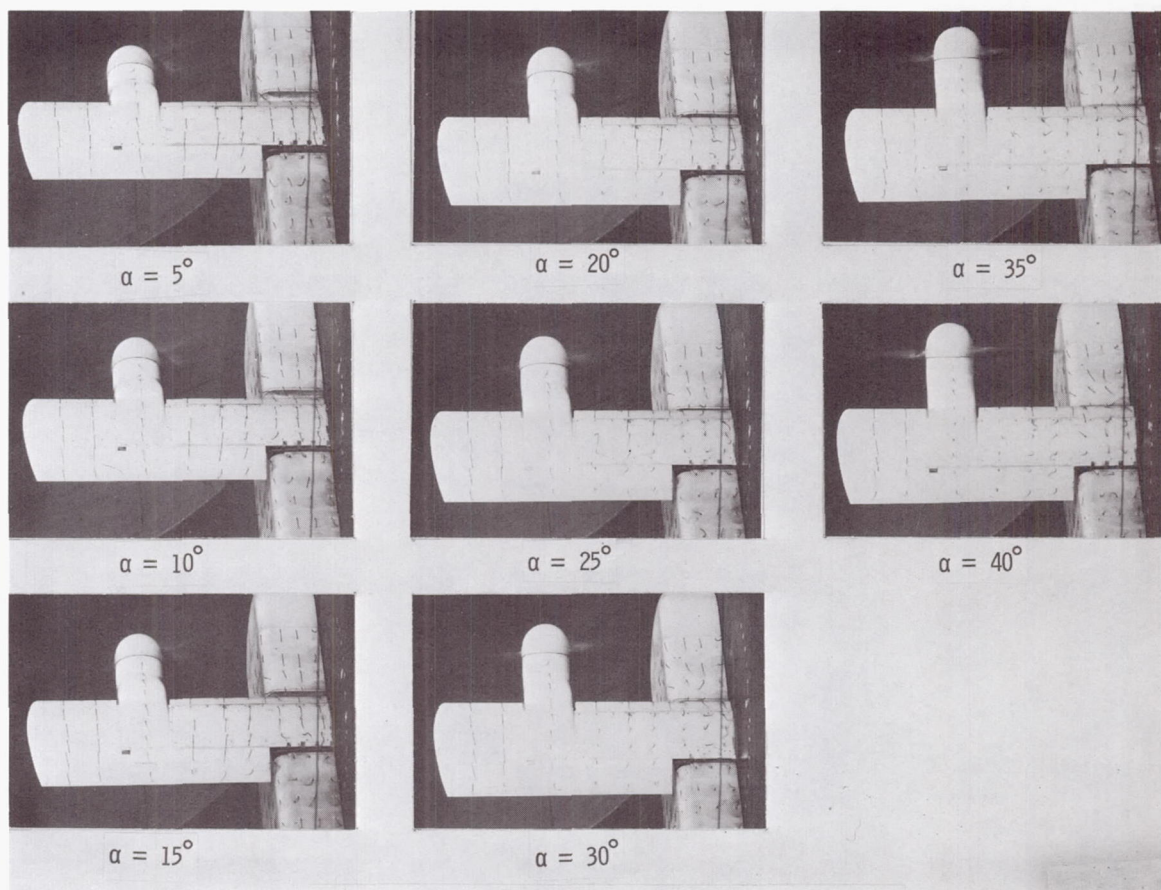 α = 5°
α = 20°
α = 35°
α = 10°
α = 25°
α = 40°
α = 15°
α = 30°